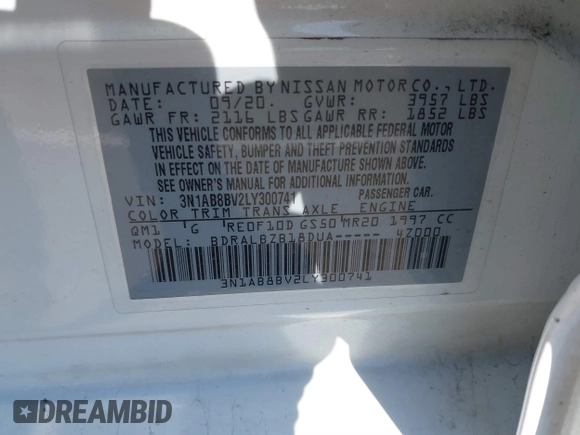 MANUFACTURED BY NISSAN MOTOR CO., LTD.
DATE: 09/20. GVWR: 3957 LBS
GAWR FR: 2116 LBS GAWR RR: 1852 LBS
THIS VEHICLE CONFORMS TO ALL APPLICABLE FEDERAL MOTOR
VEHICLE SAFETY, BUMPER AND THEFT PREVENTION STANDARDS
IN EFFECT ON THE DATE OF MANUFACTURE SHOWN ABOVE.
SEE OWNER'S MANUAL FOR ADDITIONAL INFORMATION.
VIN: 3N1AB8BV2LY300741 PASSENGER CAR.
COLOR TRIM TRANS AXLE ENGINE
QM1 G RE0F10D GS50 MR20 1997 CC
MODEL: BDRALBZB18DUA----- 4Z000
3N1AB8BV2LY300741
DREAMBID